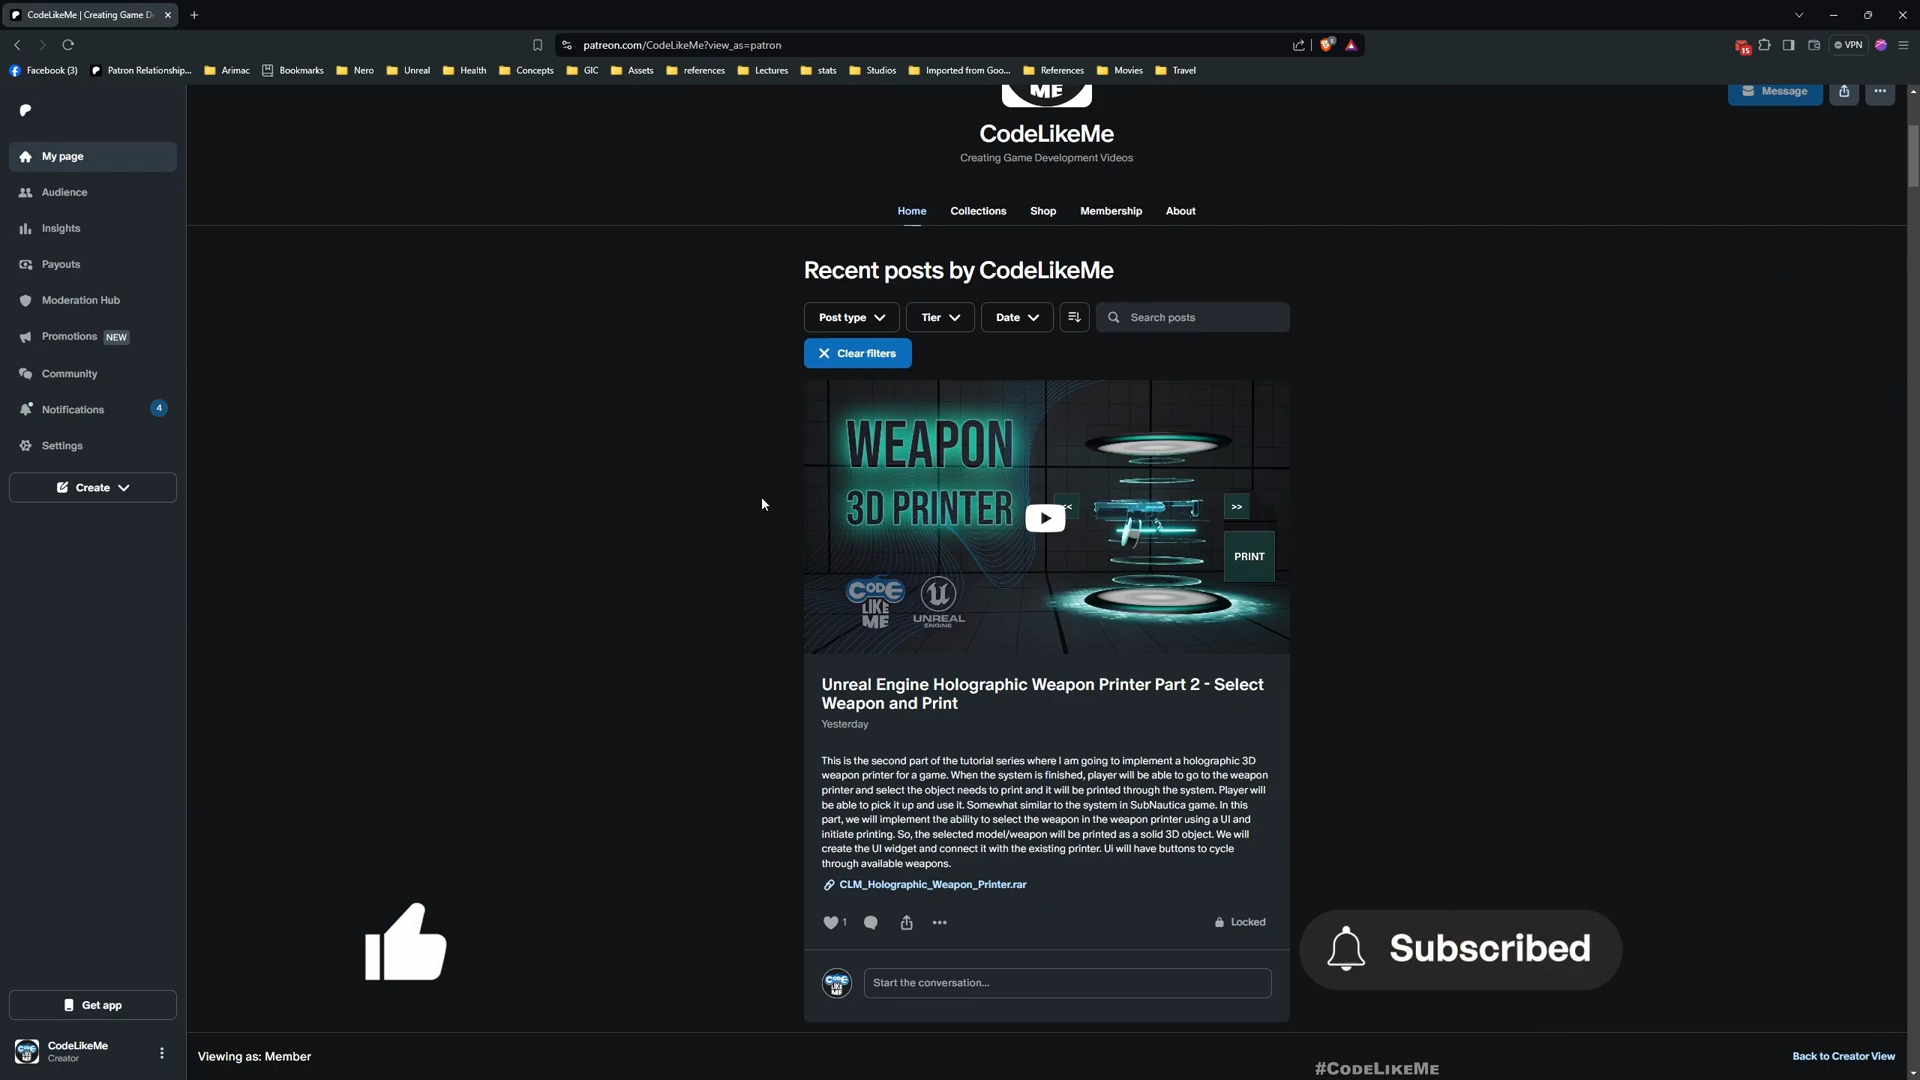 CodeLikeMe | Creating Game D
patreon.com/CodeLikeMe?view_as=patron
15
VPN
Facebook (3)
Patron Relationship...
Arimac
Bookmarks
Nero
Unreal
Health
Concepts
GIC
Assets
references
Lectures
stats
Studios
Imported from Goo...
References
Movies
Travel
My page
Audience
Insights
Payouts
Moderation Hub
Promotions NEW
Community
Notifications 4
Settings
Create
Get app
CodeLikeMe
Creator
ME
Message
CodeLikeMe
Creating Game Development Videos
Home
Collections
Shop
Membership
About
Recent posts by CodeLikeMe
Post type
Tier
Date
Search posts
Clear filters
WEAPON
3D PRINTER
<<
>>
PRINT
CODE
LIKE
ME
UNREAL
ENGINE
Unreal Engine Holographic Weapon Printer Part 2 - Select
Weapon and Print
Yesterday
This is the second part of the tutorial series where I am going to implement a holographic 3D
weapon printer for a game. When the system is finished, player will be able to go to the weapon
printer and select the object needs to print and it will be printed through the system. Player will
be able to pick it up and use it. Somewhat similar to the system in SubNautica game. In this
part, we will implement the ability to select the weapon in the weapon printer using a UI and
initiate printing. So, the selected model/weapon will be printed as a solid 3D object. We will
create the UI widget and connect it with the existing printer. Ui will have buttons to cycle
through available weapons.
CLM_Holographic_Weapon_Printer.rar
1
Locked
Subscribed
Start the conversation...
Viewing as: Member
Back to Creator View
#CodeLikeMe